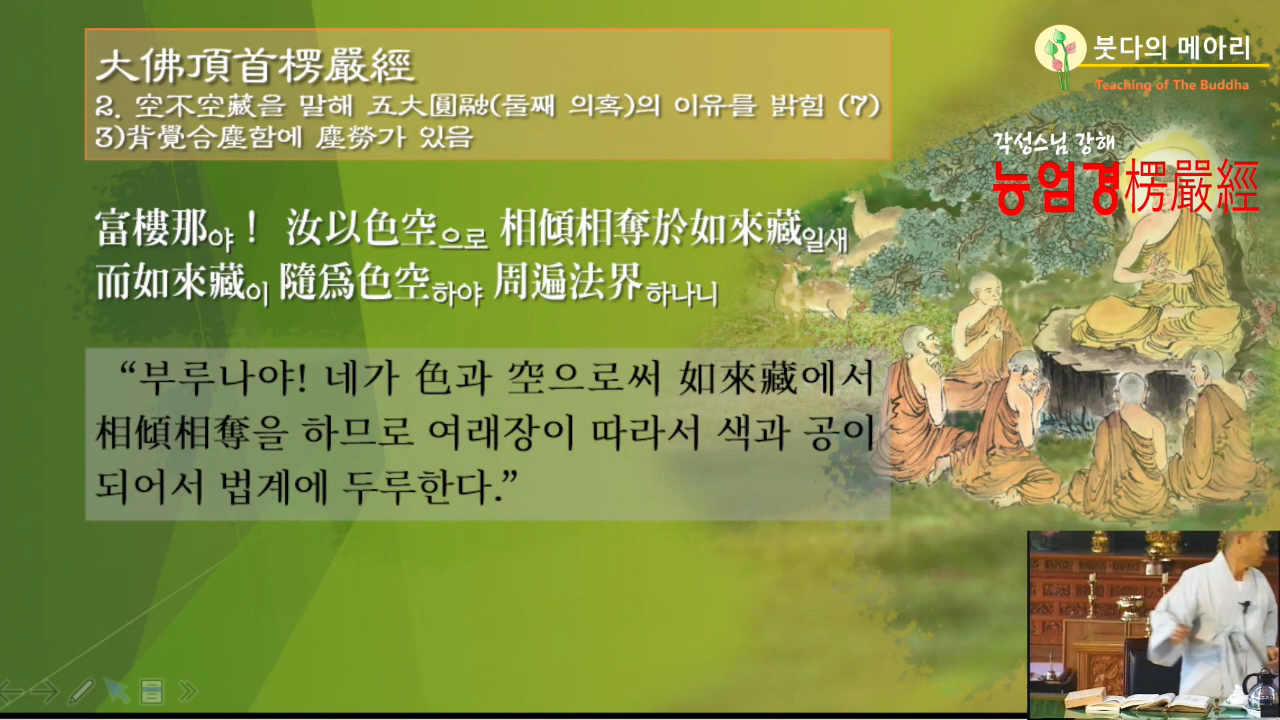 大佛頂首楞嚴經
2. 空不空藏을 말해 五大圓融(둘째 의혹)의 이유를 밝힘 (7)
3)背覺合塵함에 塵勞가 있음
富樓那야! 汝以色空으로 相傾相奪於如來藏일새
而如來藏이 隨爲色空하야 周遍法界하나니
“부루나야! 네가 色과 空으로써 如來藏에서
相傾相奪을 하므로 여래장이 따라서 색과 공이
되어서 법계에 두루한다.”
붓다의 메아리
Teaching of The Buddha
각성스님 강해
능엄경楞嚴經